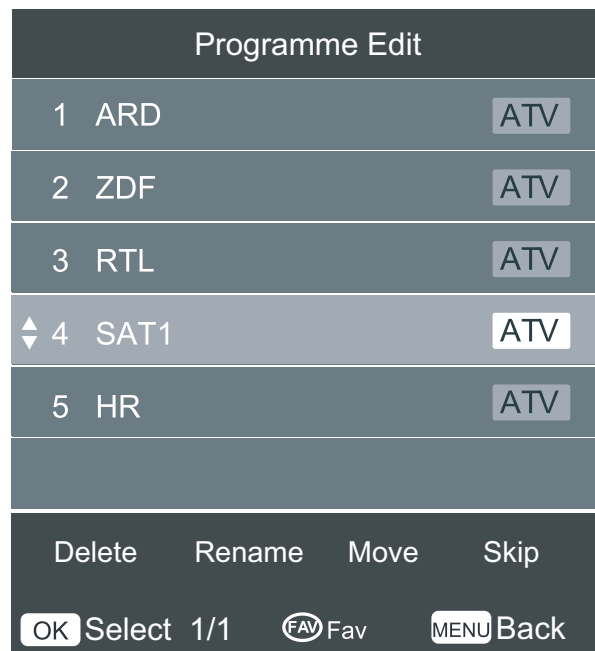 Programme Edit
1 ARD ATV
2 ZDF ATV
3 RTL ATV
4 SAT1 ATV
5 HR ATV
Delete Rename Move Skip
OK Select 1/1 FAV Fav MENU Back